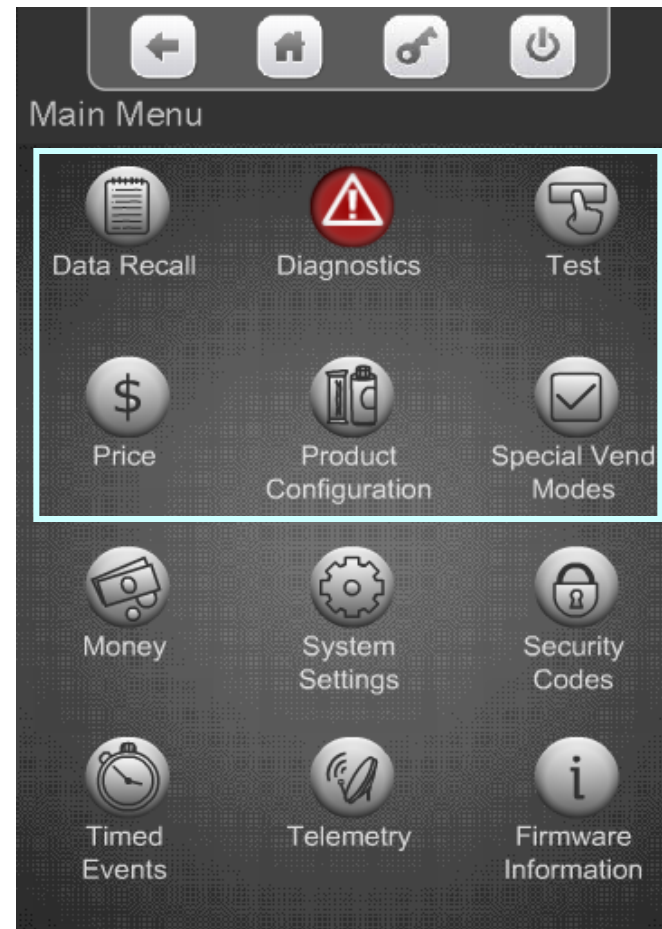 Main Menu
Data Recall
Diagnostics
Test
$
Price
Product
Configuration
Special Vend
Modes
Money
System
Settings
Security
Codes
Timed
Events
Telemetry
i
Firmware
Information